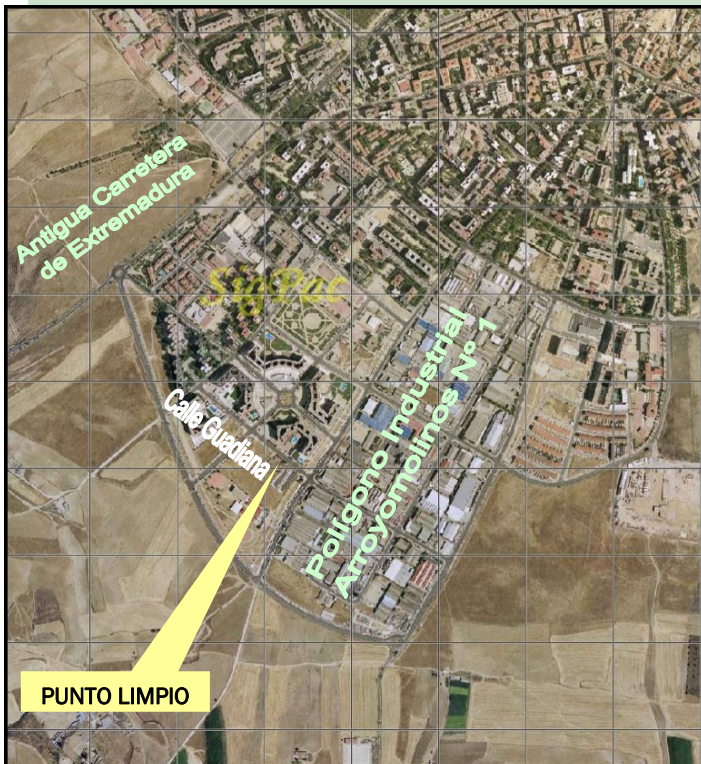 Antigua Carretera
de Extremadura
SigPac
Calle Guadiana
Polígono Industrial
Arroyomolinos Nº 1
PUNTO LIMPIO